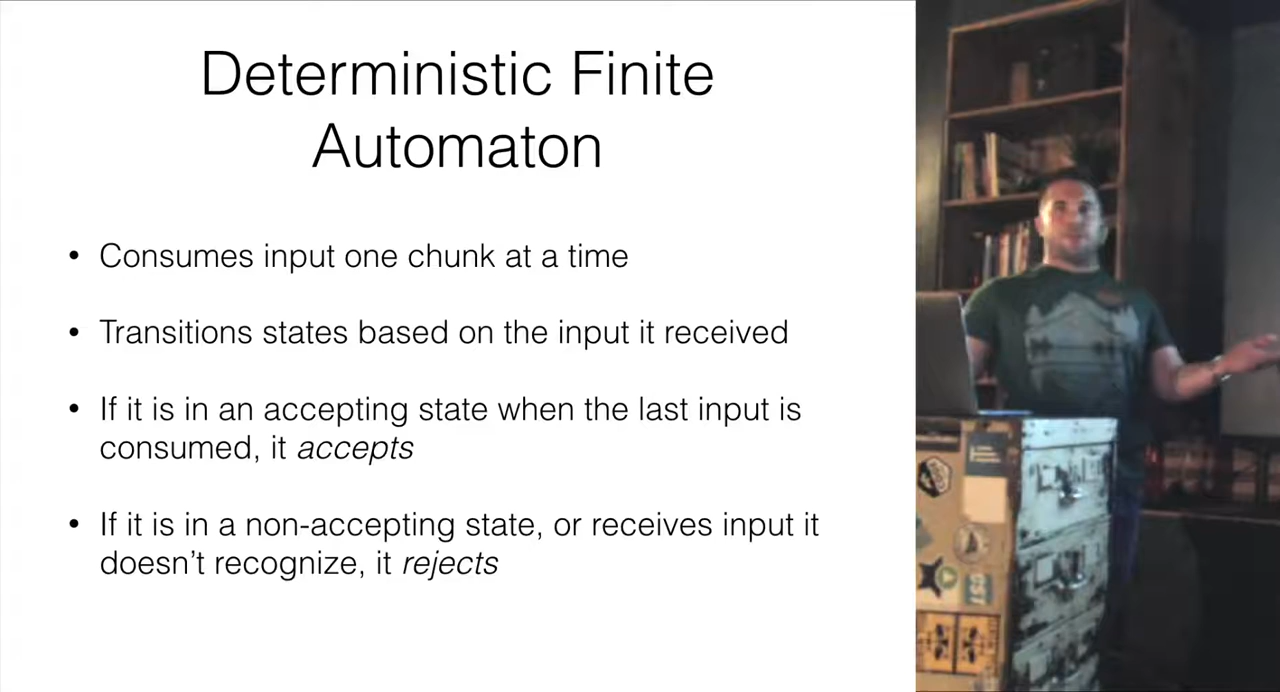 Deterministic Finite
Automaton
• Consumes input one chunk at a time
• Transitions states based on the input it received
• If it is in an accepting state when the last input is
consumed, it accepts
• If it is in a non-accepting state, or receives input it
doesn’t recognize, it rejects